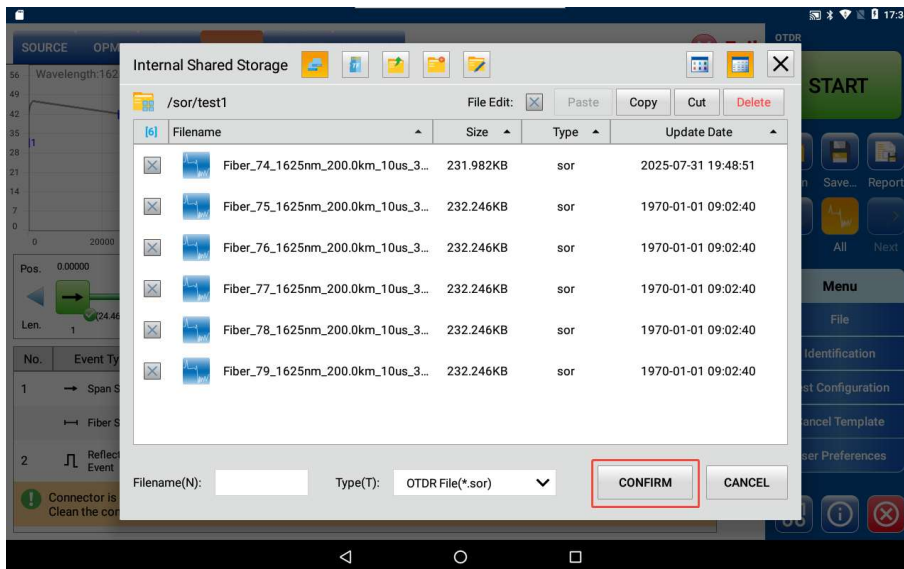 17:3
SOURCE OPM
OTDR
Internal Shared Storage TF
START
56 Wavelength:162
49
42
35
28
21
14
7
0
1
0 20000
/sor/test1 File Edit: Paste Copy Cut Delete
[6] Filename Size Type Update Date
Fiber_74_1625nm_200.0km_10us_3... 231.982KB sor 2025-07-31 19:48:51
Fiber_75_1625nm_200.0km_10us_3... 232.246KB sor 1970-01-01 09:02:40
Fiber_76_1625nm_200.0km_10us_3... 232.246KB sor 1970-01-01 09:02:40
Fiber_77_1625nm_200.0km_10us_3... 232.246KB sor 1970-01-01 09:02:40
Fiber_78_1625nm_200.0km_10us_3... 232.246KB sor 1970-01-01 09:02:40
Fiber_79_1625nm_200.0km_10us_3... 232.246KB sor 1970-01-01 09:02:40
Filename(N): Type(T): OTDR File(*.sor) CONFIRM CANCEL
Pos. 0.00000
(24.46
Len. 1
No. Event Ty
1 Span S
Fiber S
2 Reflect
Event
Connector is
Clean the con
n Save... Report
All Next
Menu
File
Identification
st Configuration
ancel Template
ser Preferences